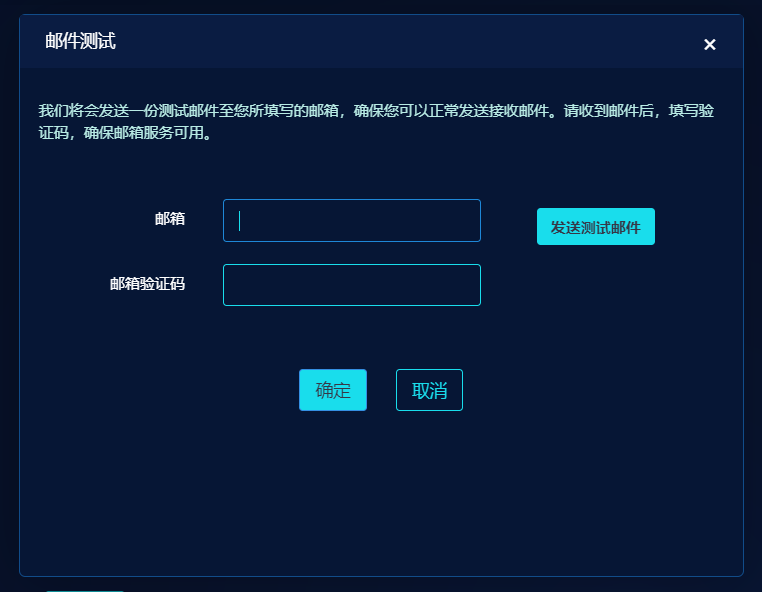 邮件测试
我们将会发送一份测试邮件至您所填写的邮箱，确保您可以正常发送接收邮件。请收到邮件后，填写验
证码，确保邮箱服务可用。
邮箱
发送测试邮件
邮箱验证码
确定 取消